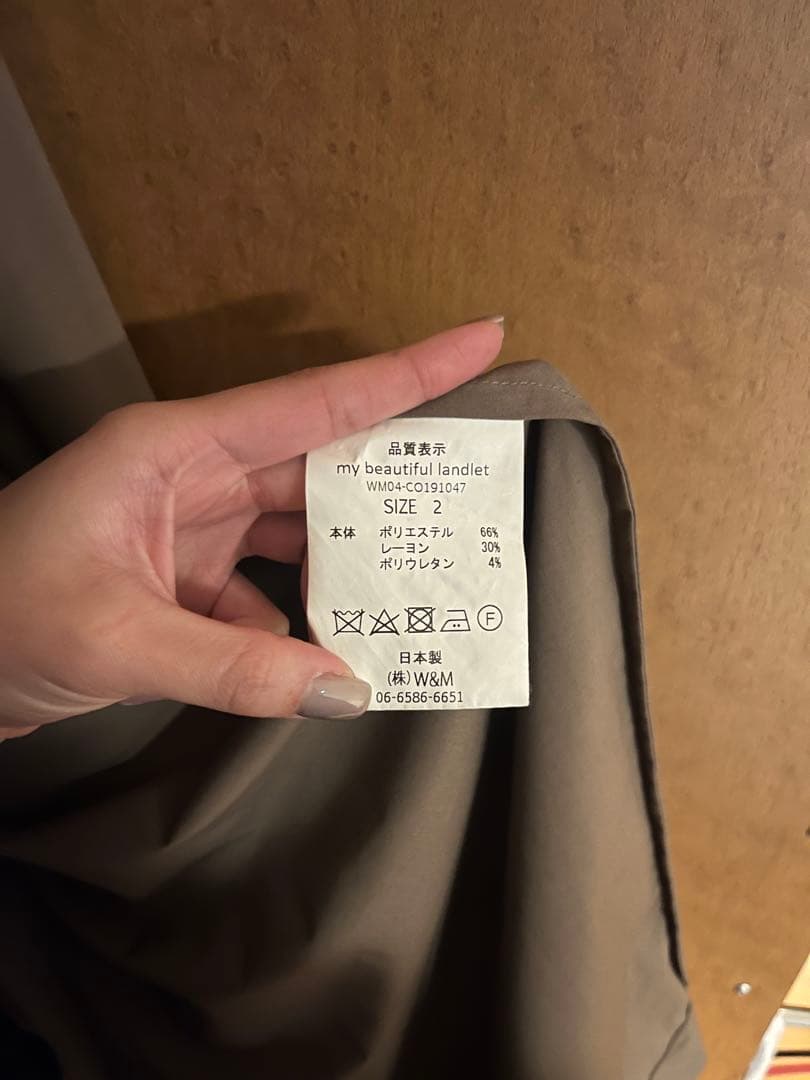 品質表示
my beautiful landlet
WM04-CO191047
SIZE 2
本体 ポリエステル 66%
レーヨン 30%
ポリウレタン 4%
F
日本製
(株)W&M
06-6586-6651